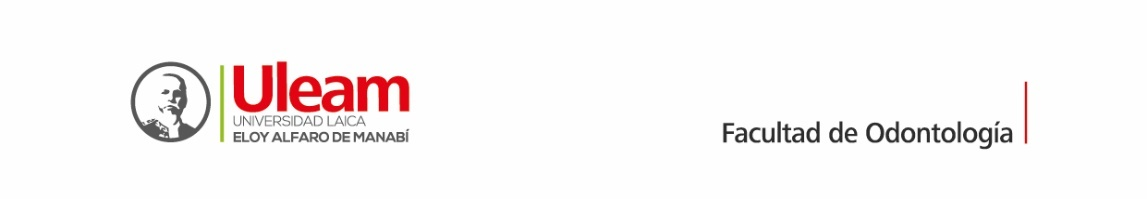 Uleam
UNIVERSIDAD LAICA
ELOY ALFARO DE MANABÍ
Facultad de Odontología